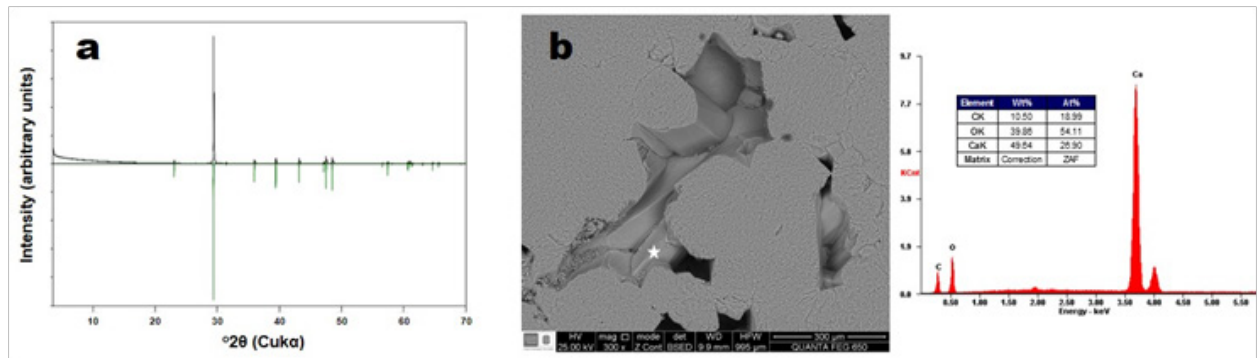 a
Intensity (arbitrary units)
10 20 30 40 50 60 70
°2θ (Cukα)
b
HV mag □ mode det WD HFW 300 µm
25.00 kV 300 x Z Cont BSED 9.9 mm 995 µm QUANTA FEG 650
9.7
7.7
5.8
KCnt
3.9
1.9
0.0
Ca
Element Wt% At%
CK 10.50 18.99
OK 39.86 54.11
CaK 49.64 26.90
Matrix Correction ZAF
C O
0.50 1.00 1.50 2.00 2.50 3.00 3.50 4.00 4.50 5.00 5.50
Energy - keV